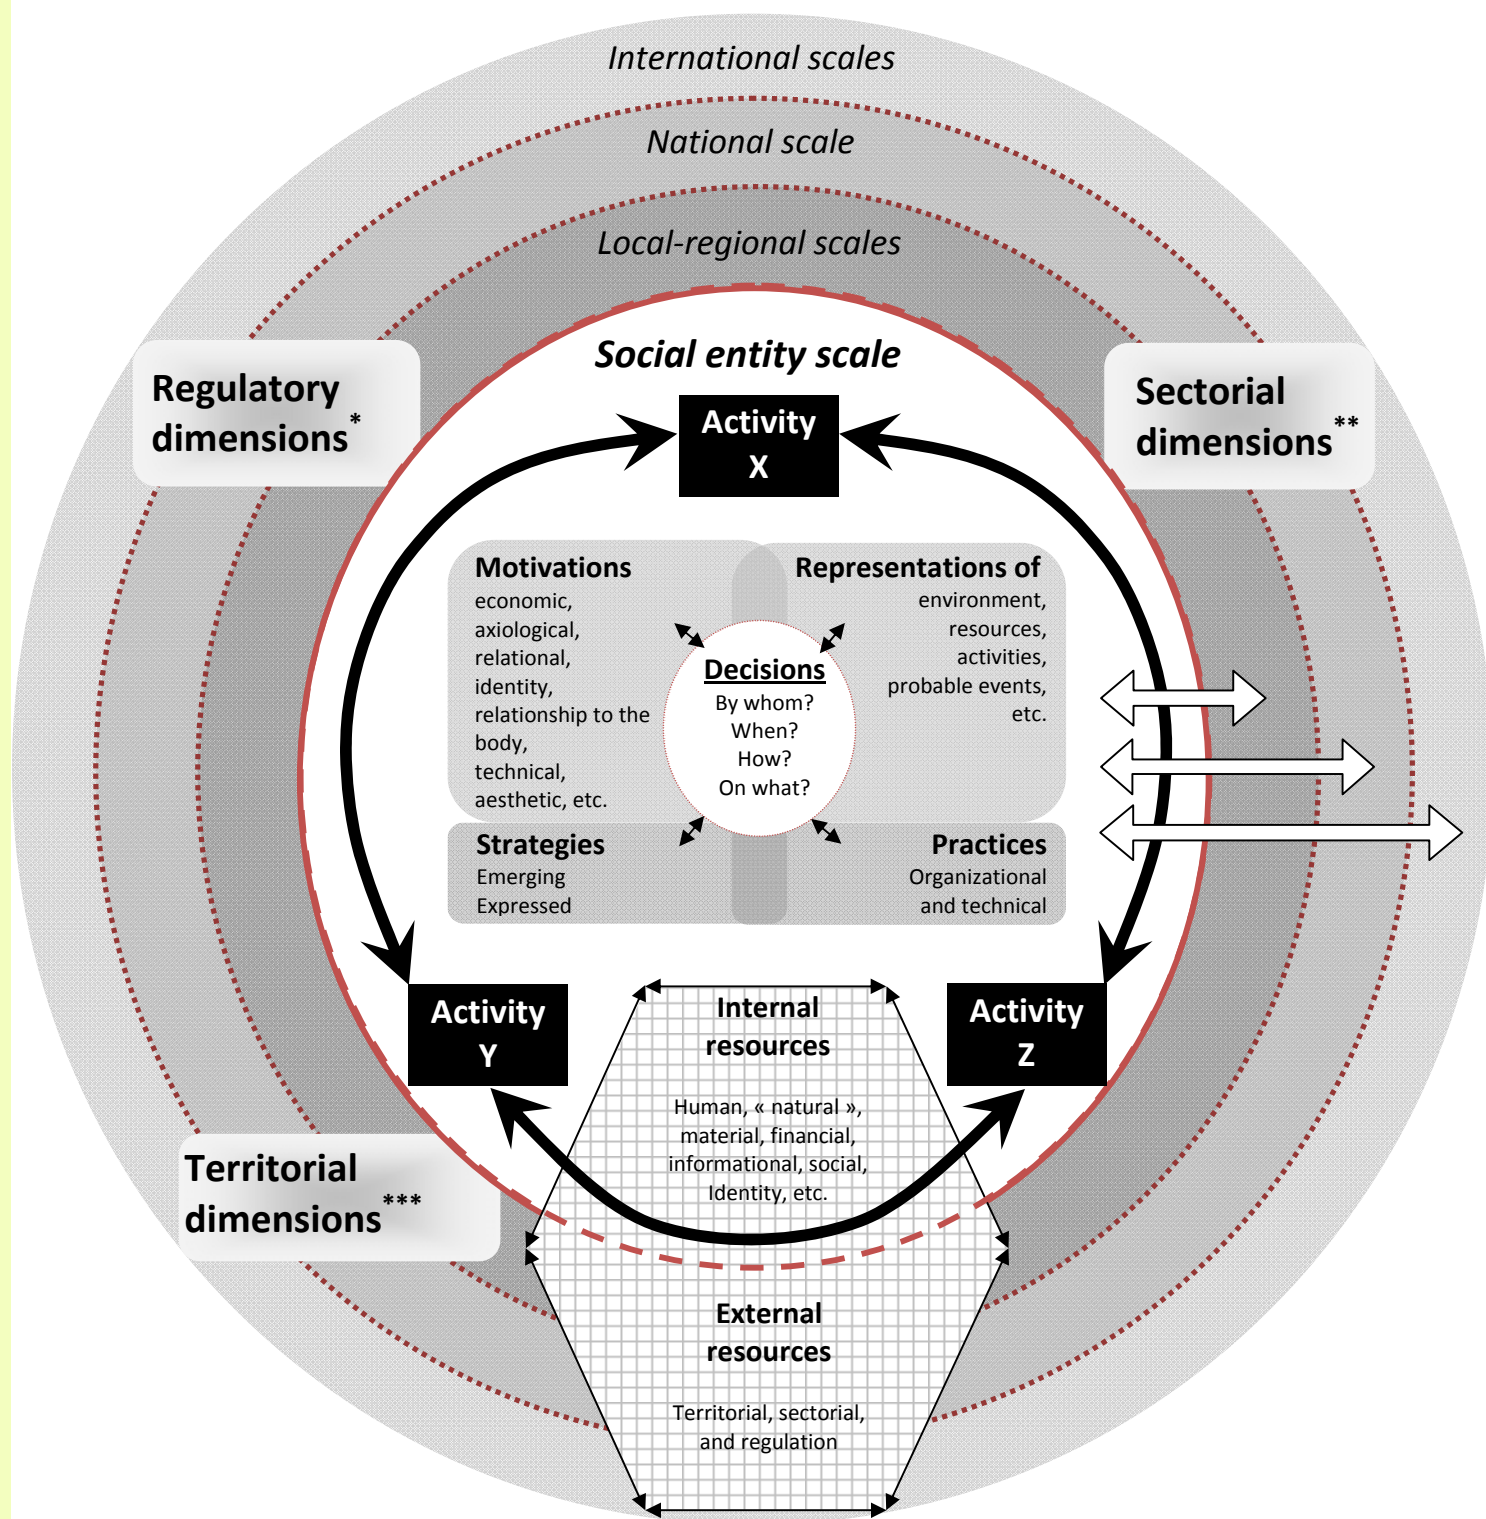 International scales
National scale
Local-regional scales
Social entity scale
Regulatory
dimensions*
Sectorial
dimensions**
Activity
X
Motivations
economic,
axiological,
relational,
identity,
relationship to the
body,
technical,
aesthetic, etc.
Representations of
environment,
resources,
activities,
probable events,
etc.
Decisions
By whom?
When?
How?
On what?
Strategies
Emerging
Expressed
Practices
Organizational
and technical
Activity
Y
Internal
resources
Human, « natural »,
material, financial,
informational, social,
Identity, etc.
Activity
Z
Territorial
dimensions***
External
resources
Territorial, sectorial,
and regulation